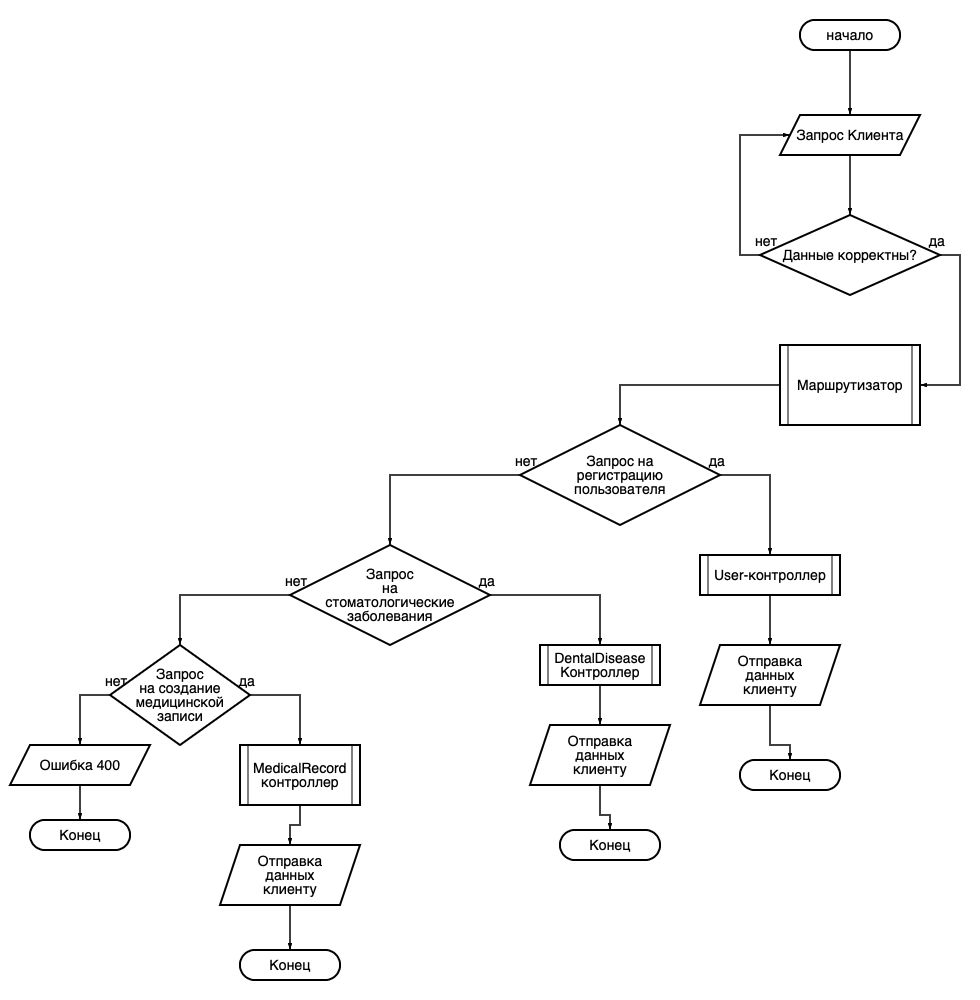 начало
Запрос Клиента
нет
да
Данные корректны?
Маршрутизатор
нет
Запрос на
регистрацию
пользователя
да
нет
Запрос
на
стоматологические
заболевания
да
User-контроллер
нет
Запрос
на создание
медицинской
записи
да
DentalDisease
Контроллер
Отправка
данных
клиенту
Ошибка 400
MedicalRecord
контроллер
Отправка
данных
клиенту
Конец
Конец
Конец
Отправка
данных
клиенту
Конец